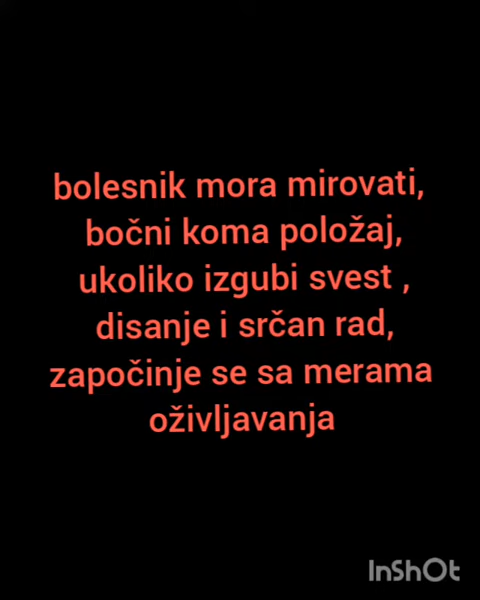 bolesnik mora mirovati,
bočni koma položaj,
ukoliko izgubi svest ,
disanje i srčan rad,
započinje se sa merama
oživljavanja
InShOt